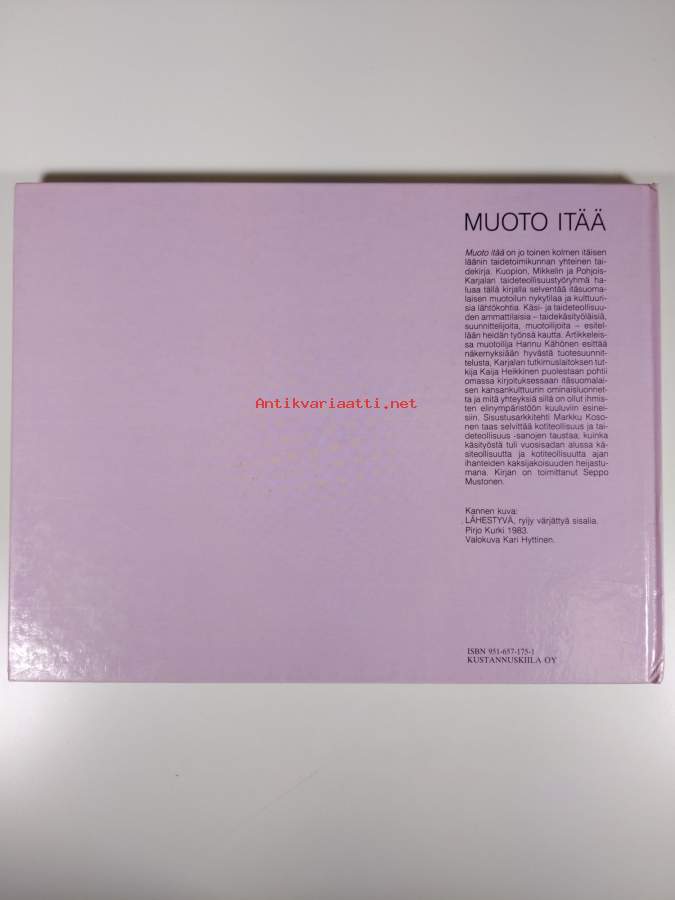 MUOTO ITÄÄ
Muoto itää on jo toinen kolmen itäisen
läänin taidetoimikunnan yhteinen tai-
dekirja. Kuopion, Mikkelin ja Pohjois-
Karjalan taideteollisuustyöryhmä ha-
luaa tällä kirjalla selventää itäsuoma-
laisen muotoilun nykytilaa ja kulttuuri-
sia lähtökohtia. Käsi- ja taideteollisuu-
den ammattilaisia – taidekäsityöläisiä,
suunnittelijoita, muotoilijoita – esitel-
lään heidän työnsä kautta. Artikkeleis-
sa muotoilija Hannu Kähönen esittää
näkemyksiään hyvästä tuotesuunnit-
telusta, Karjalan tutkimuslaitoksen tut-
kija Kaija Heikkinen puolestaan pohtii
omassa kirjoituksessaan itäsuomalai-
sen kansankulttuurin ominaisluonnet-
ta ja mitä yhteyksiä sillä on ollut ihmis-
ten elinympäristöön kuuluviin esinei-
siin. Sisustusarkkitehti Markku Koso-
nen taas selvittää kotiteollisuus ja tai-
deteollisuus -sanojen taustaa, kuinka
käsityöstä tuli vuosisadan alussa kä-
siteollisuutta ja kotiteollisuutta ajan
ihanteiden kaksijakoisuuden heijastu-
mana. Kirjan on toimittanut Seppo
Mustonen.
Kannen kuva:
LÄHESTYVÄ, ryijy värjättyä sisalia.
Pirjo Kurki 1983.
Valokuva Kari Hyttinen.
ISBN 951-657-175-1
KUSTANNUSKIILA OY
Antikvariaatti.net